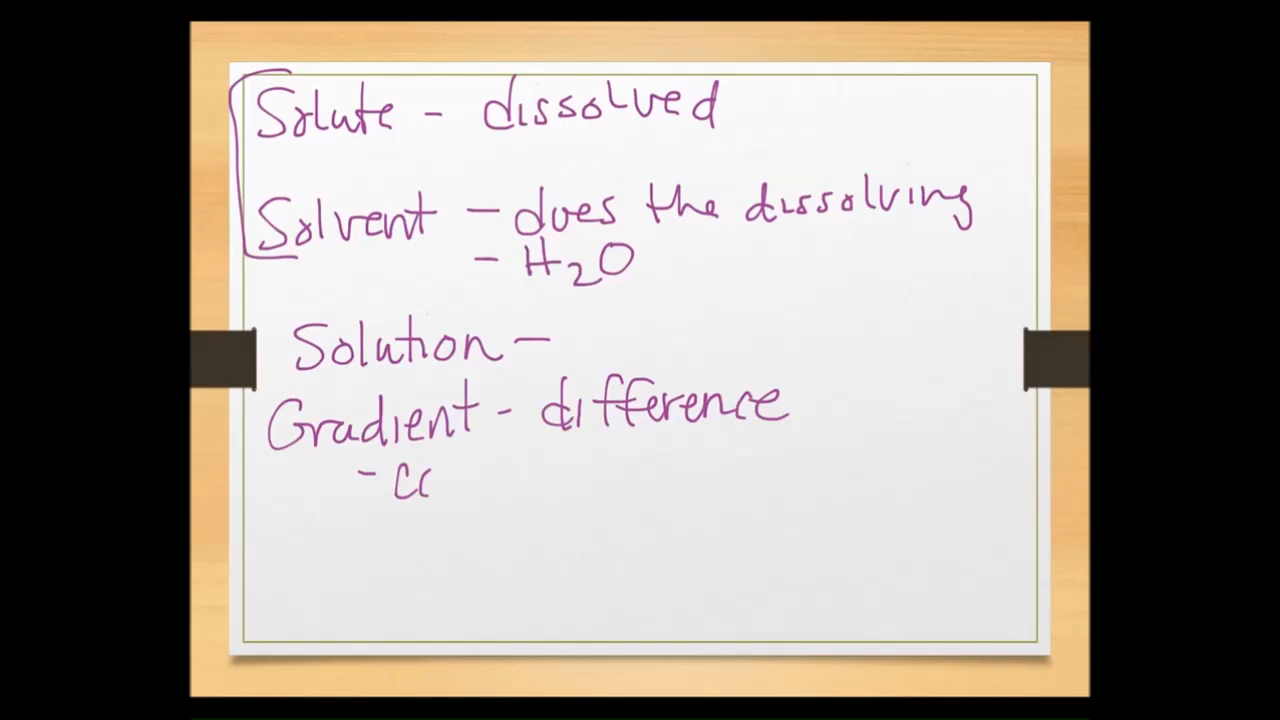 Solute - dissolved
Solvent - does the dissolving
- H₂O
Solution -
Gradient - difference
-